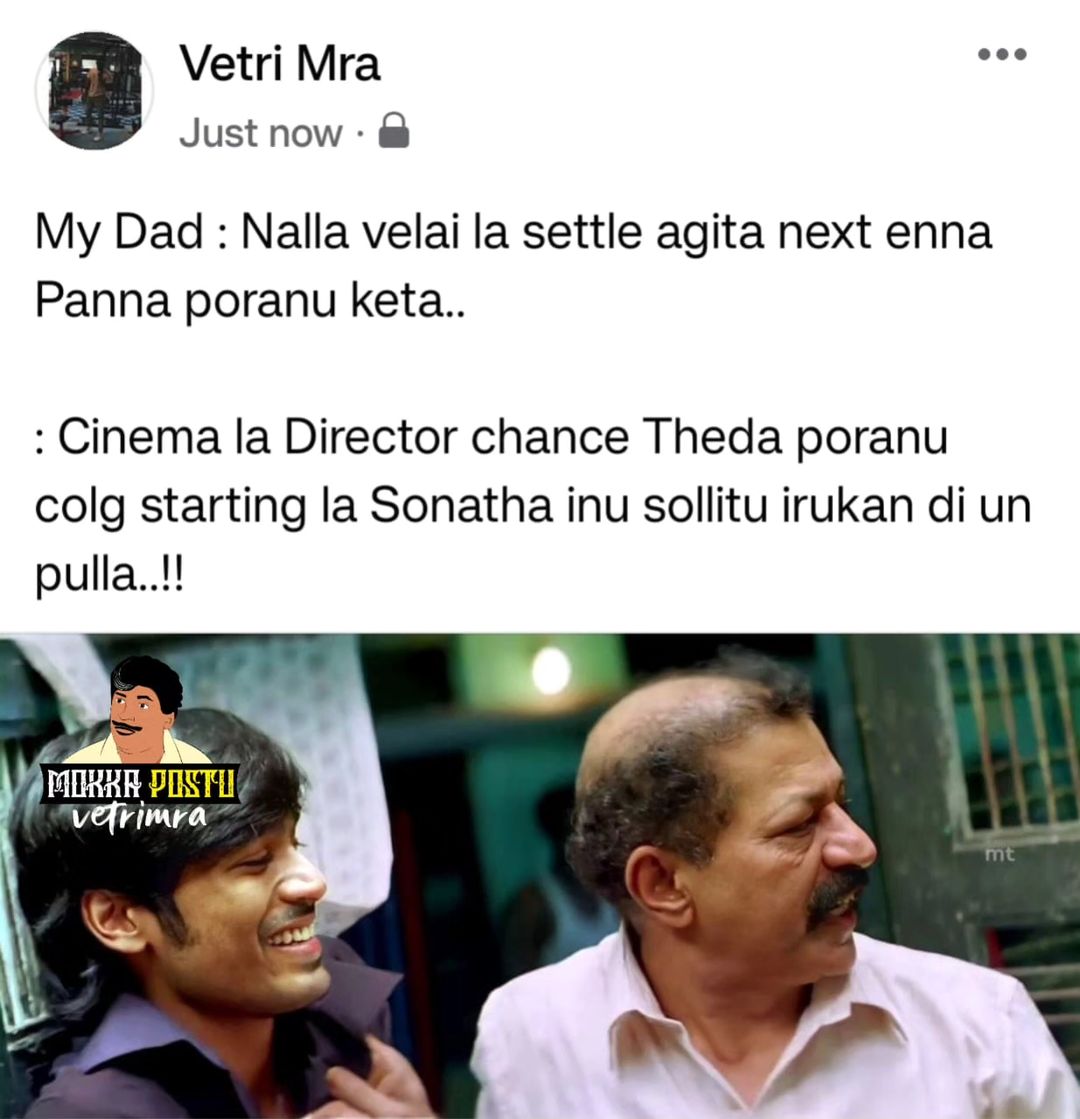 Vetri Mra
Just now ·
My Dad : Nalla velai la settle agita next enna
Panna poranu keta..
: Cinema la Director chance Theda poranu
colg starting la Sonatha inu sollitu irukan di un
pulla..!!
MOKKA POSTU
vetrimra
mt